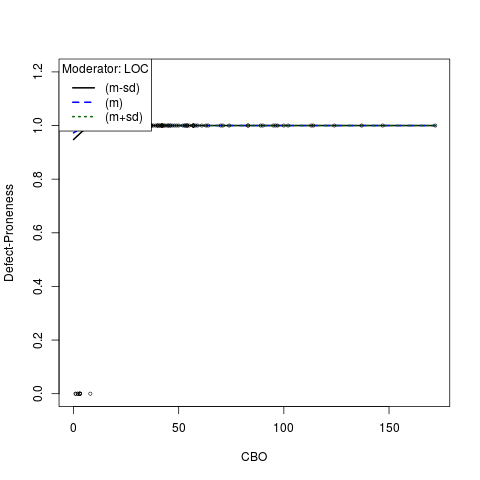 Moderator: LOC
(m-sd)
(m)
(m+sd)
1.2
1.0
0.8
0.6
0.4
0.2
0.0
Defect-Proneness
0 50 100 150
CBO